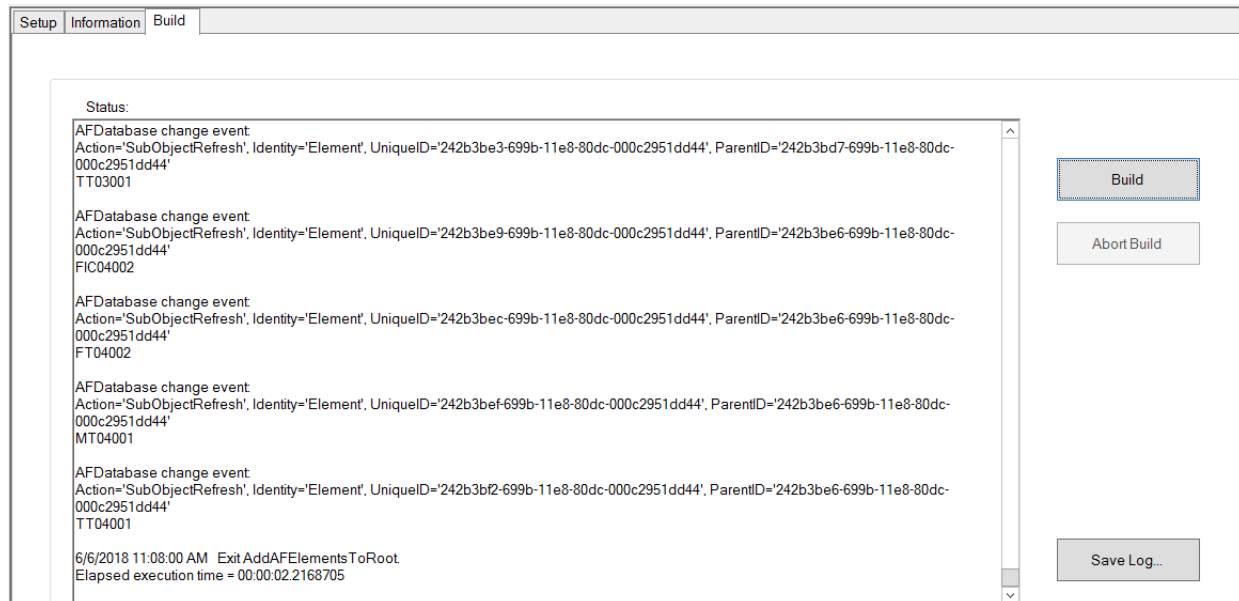 Setup Information Build
Status:
AFDatabase change event:
Action='SubObjectRefresh', Identity='Element', UniqueID='242b3be3-699b-11e8-80dc-000c2951dd44', ParentID='242b3bd7-699b-11e8-80dc-
000c2951dd44'
TT03001
AFDatabase change event:
Action='SubObjectRefresh', Identity='Element', UniqueID='242b3be9-699b-11e8-80dc-000c2951dd44', ParentID='242b3be6-699b-11e8-80dc-
000c2951dd44'
FIC04002
AFDatabase change event:
Action='SubObjectRefresh', Identity='Element', UniqueID='242b3bec-699b-11e8-80dc-000c2951dd44', ParentID='242b3be6-699b-11e8-80dc-
000c2951dd44'
FT04002
AFDatabase change event:
Action='SubObjectRefresh', Identity='Element', UniqueID='242b3bef-699b-11e8-80dc-000c2951dd44', ParentID='242b3be6-699b-11e8-80dc-
000c2951dd44'
MT04001
AFDatabase change event:
Action='SubObjectRefresh', Identity='Element', UniqueID='242b3bf2-699b-11e8-80dc-000c2951dd44', ParentID='242b3be6-699b-11e8-80dc-
000c2951dd44'
TT04001
6/6/2018 11:08:00 AM Exit AddAFElementsToRoot.
Elapsed execution time = 00:00:02.2168705
Build
Abort Build
Save Log...